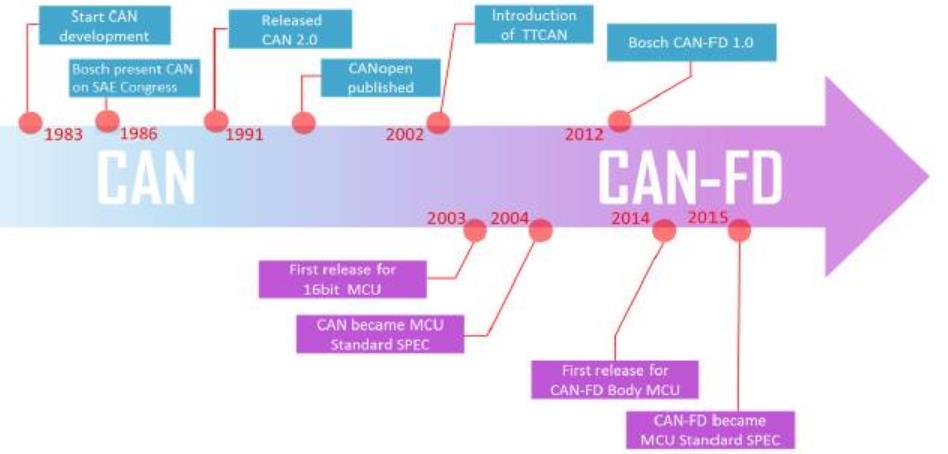 Start CAN
development
Bosch present CAN
on SAE Congress
Released
CAN 2.0
CANopen
published
Introduction
of TTCAN
Bosch CAN-FD 1.0
1983
1986
1991
2002
2012
CAN
CAN-FD
2003
2004
2014
2015
First release for
16bit MCU
CAN became MCU
Standard SPEC
First release for
CAN-FD Body MCU
CAN-FD became
MCU Standard SPEC